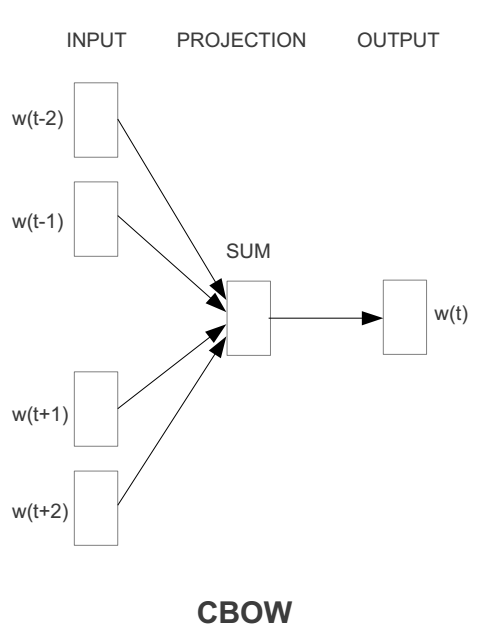 INPUT PROJECTION OUTPUT
w(t-2)
w(t-1)
SUM
w(t)
w(t+1)
w(t+2)
CBOW